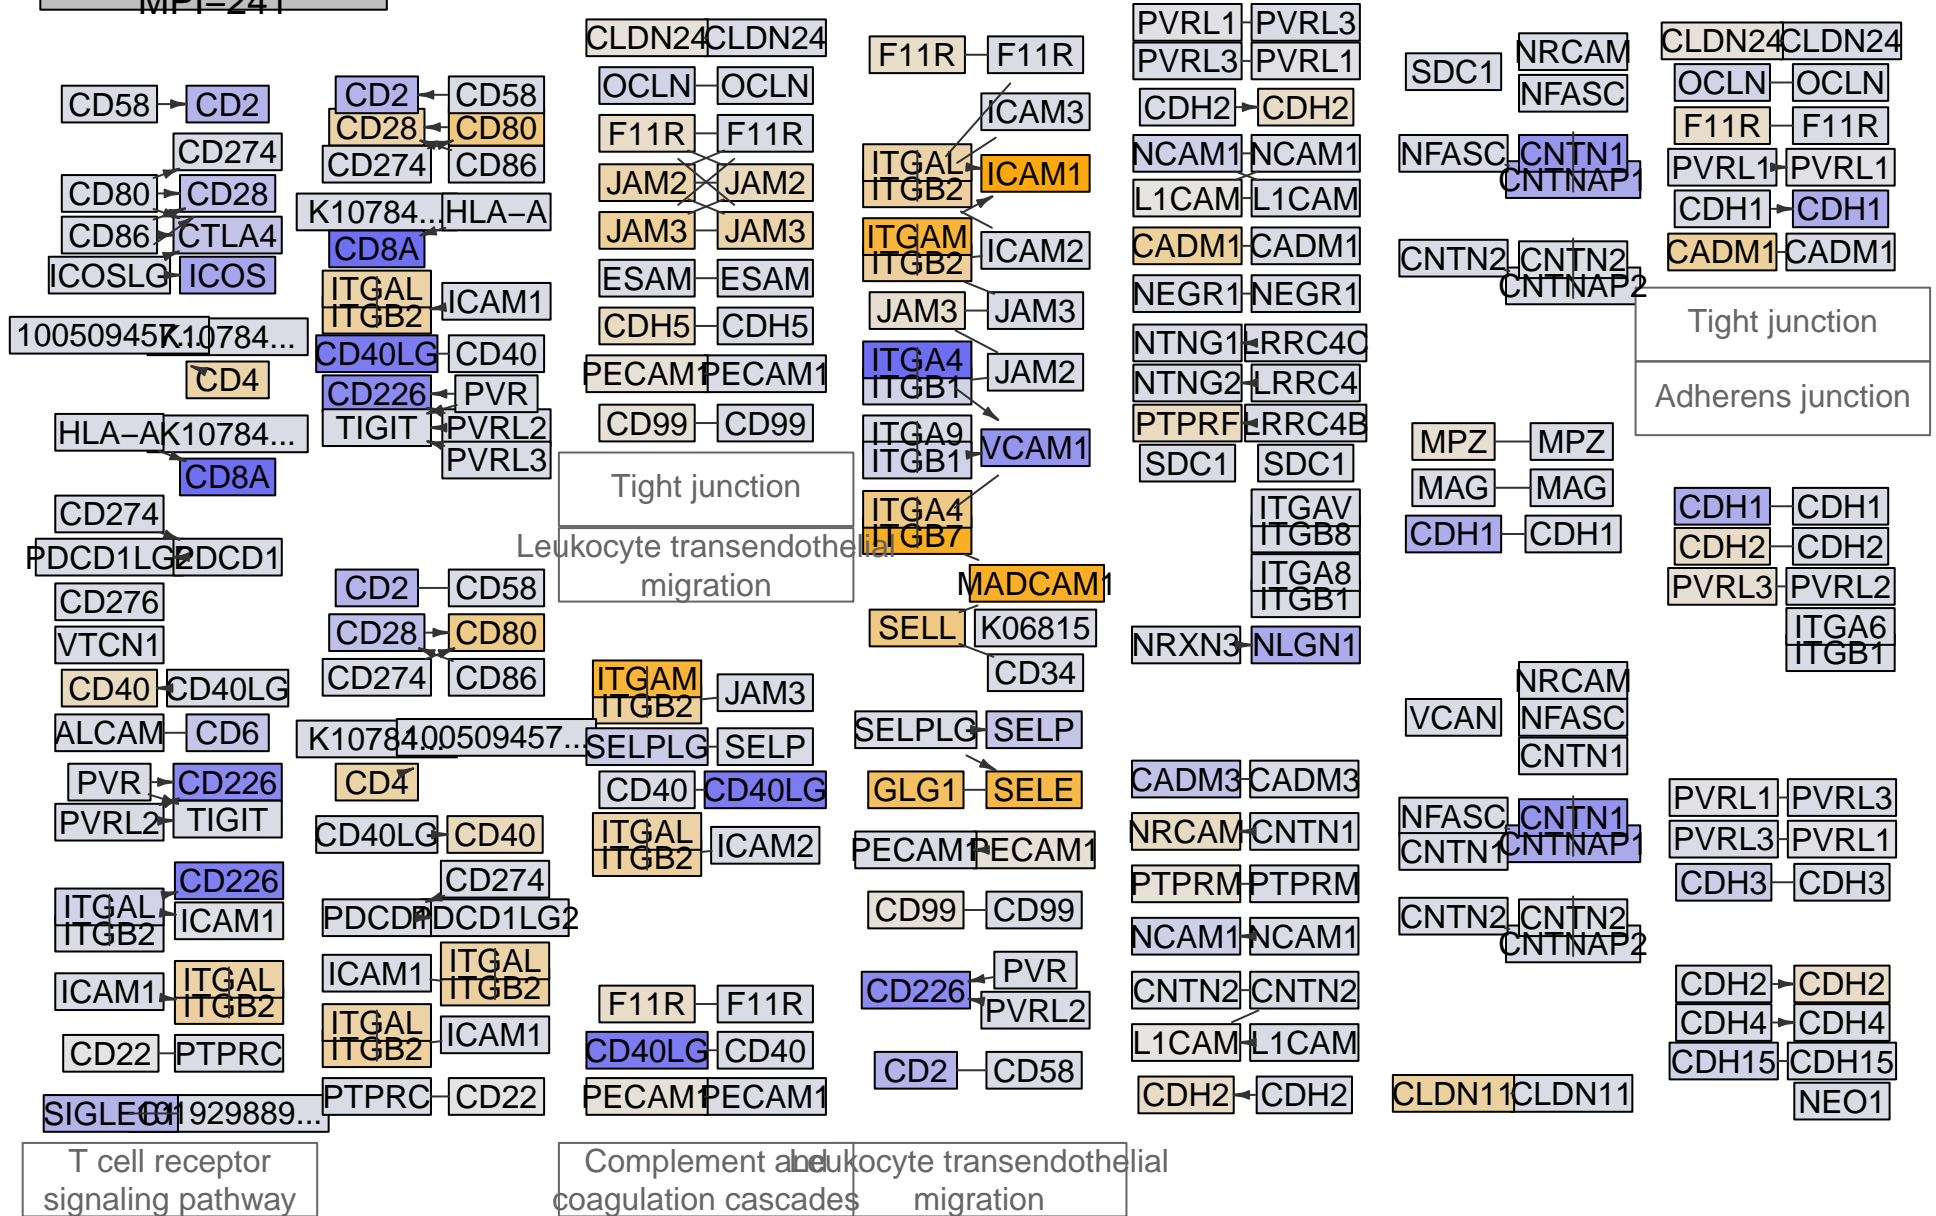 MPI−241
CD58
CD2
CD274
CD80
CD28
CD86
CTLA4
ICOSLG
ICOS
100509457...
K10784...
CD4
HLA−A
K10784...
CD8A
CD274
PDCD1LG2
PDCD1
CD276
VTCN1
CD40
CD40LG
ALCAM
CD6
PVR
CD226
PVRL2
TIGIT
CD226
ITGAL
ITGB2
ICAM1
ICAM1
ITGAL
ITGB2
CD22
PTPRC
T cell receptor
signaling pathway
CD2
CD58
CD28
CD80
CD274
CD86
K10784...
HLA−A
CD8A
ITGAL
ITGB2
ICAM1
CD40LG
CD40
CD226
PVR
TIGIT
PVRL2
PVRL3
CD2
CD58
CD28
CD80
CD274
CD86
K10784...
100509457...
CD4
CD40LG
CD40
CD274
PDCD1LG2
ICAM1
ITGAL
ITGB2
ITGAL
ITGB2
ICAM1
PTPRC
CD22
CLDN24
CLDN24
OCLN
OCLN
F11R
F11R
JAM2
JAM2
JAM3
JAM3
ESAM
ESAM
CDH5
CDH5
PECAM1
PECAM1
CD99
CD99
Tight junction
Leukocyte transendothelial
migration
ITGAM
ITGB2
JAM3
SELPLG
SELP
CD40
CD40LG
ITGAL
ITGB2
ICAM2
F11R
F11R
CD40LG
CD40
PECAM1
PECAM1
Complement and
coagulation cascades
F11R
F11R
ICAM3
ITGAL
ITGB2
ICAM1
ITGAM
ITGB2
ICAM2
JAM3
JAM3
ITGA4
ITGB1
JAM2
ITGA9
ITGB1
VCAM1
ITGA4
ITGB7
MADCAM1
SELL
K06815
CD34
SELPLG
SELP
GLG1
SELE
PECAM1
PECAM1
CD99
CD99
PVR
CD226
PVRL2
CD2
CD58
Leukocyte transendothelial
migration
PVRL1
PVRL3
PVRL3
PVRL1
CDH2
CDH2
NCAM1
NCAM1
L1CAM
L1CAM
CADM1
CADM1
NEGR1
NEGR1
NTNG1
LRRC4C
NTNG2
LRRC4
PTPRF
LRRC4B
SDC1
SDC1
ITGAV
ITGB8
ITGA8
ITGB1
NRXN3
NLGN1
CADM3
CADM3
NRCAM
CNTN1
PTPRM
PTPRM
NCAM1
NCAM1
CNTN2
CNTN2
L1CAM
L1CAM
CDH2
CDH2
SDC1
NRCAM
NFASC
NFASC
CNTN1
CNTNAP1
CNTN2
CNTN2
CNTNAP2
MPZ
MPZ
MAG
MAG
CDH1
CDH1
NRCAM
VCAN
NFASC
CNTN1
NFASC
CNTN1
CNTN1
CNTNAP1
CNTN2
CNTN2
CNTNAP2
CLDN11
CLDN11
CLDN24
CLDN24
OCLN
OCLN
F11R
F11R
PVRL1
PVRL1
CDH1
CDH1
CADM1
CADM1
Tight junction
Adherens junction
CDH1
CDH1
CDH2
CDH2
PVRL3
PVRL2
ITGA6
ITGB1
PVRL1
PVRL3
PVRL3
PVRL1
CDH3
CDH3
CDH2
CDH2
CDH4
CDH4
CDH15
CDH15
NEO1